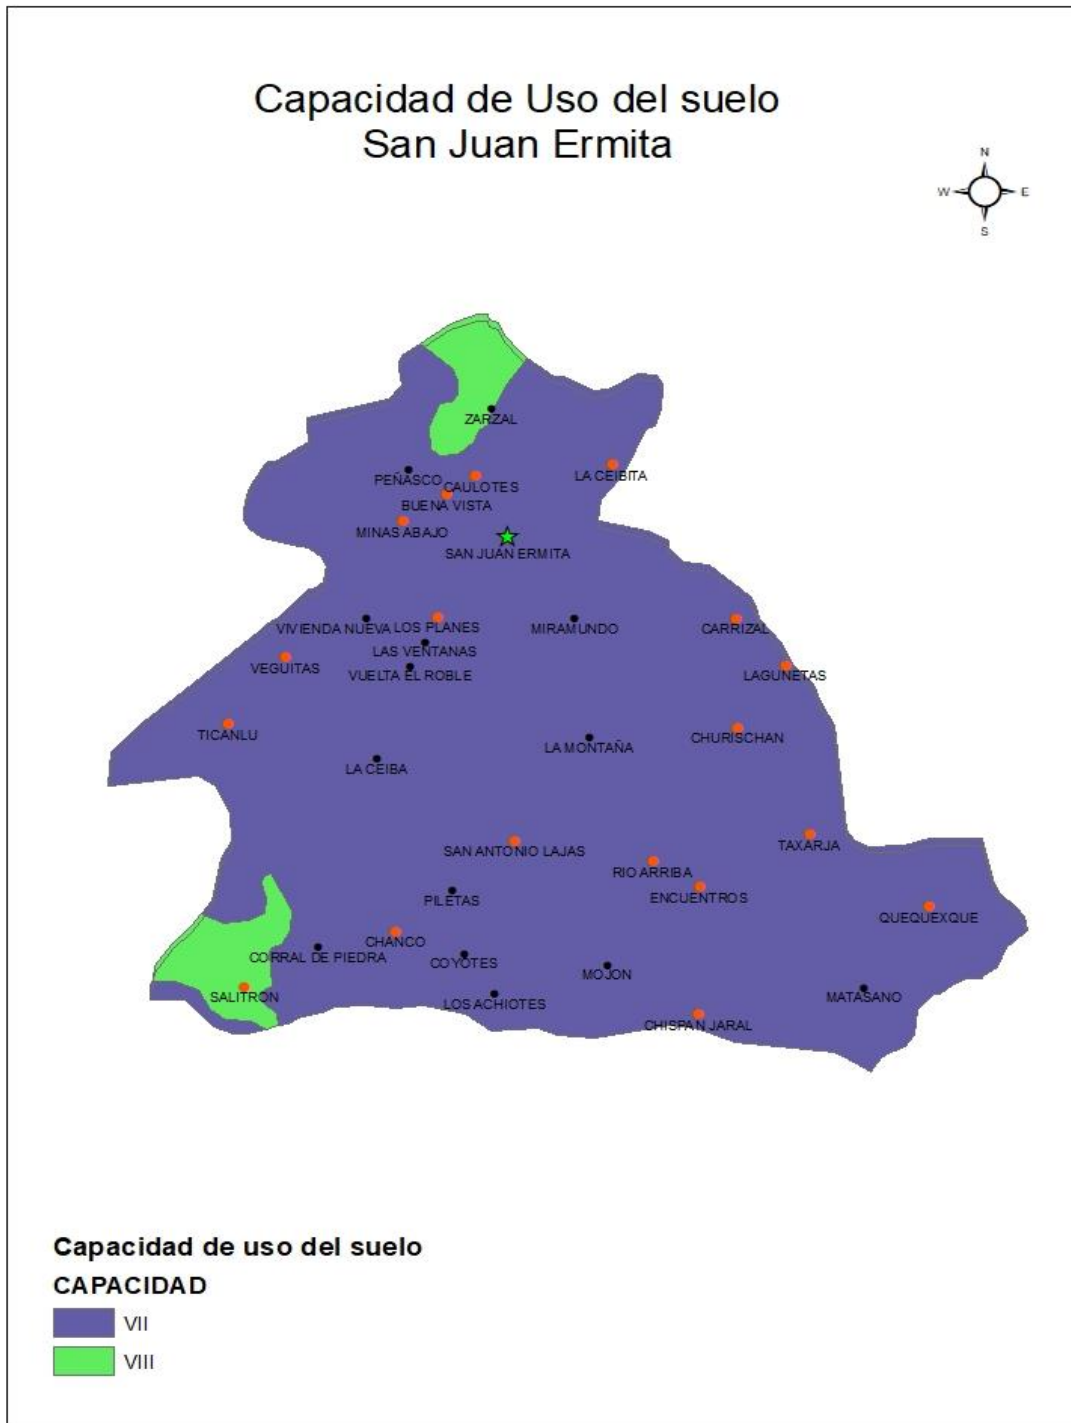 Capacidad de Uso del suelo
San Juan Ermita
N
W E
S
ZARZAL
PEÑASCO
CAULOTES
LA CEIBITA
BUENA VISTA
MINAS ABAJO
SAN JUAN ERMITA
VIVIENDA NUEVA
LOS PLANES
MIRAMUNDO
CARRIZAL
LAS VENTANAS
VEGUITAS
VUELTA EL ROBLE
LAGUNETAS
TICANLU
LA MONTAÑA
CHURISCHAN
LA CEIBA
SAN ANTONIO LAJAS
TAXARJA
RIO ARRIBA
PILETAS
ENCUENTROS
QUEQUEXQUE
CHANCO
CORRAL DE PIEDRA
COYOTES
MOJON
SALITRON
LOS ACHIOTES
MATASANO
CHISPAN JARAL
Capacidad de uso del suelo
CAPACIDAD
VII
VIII